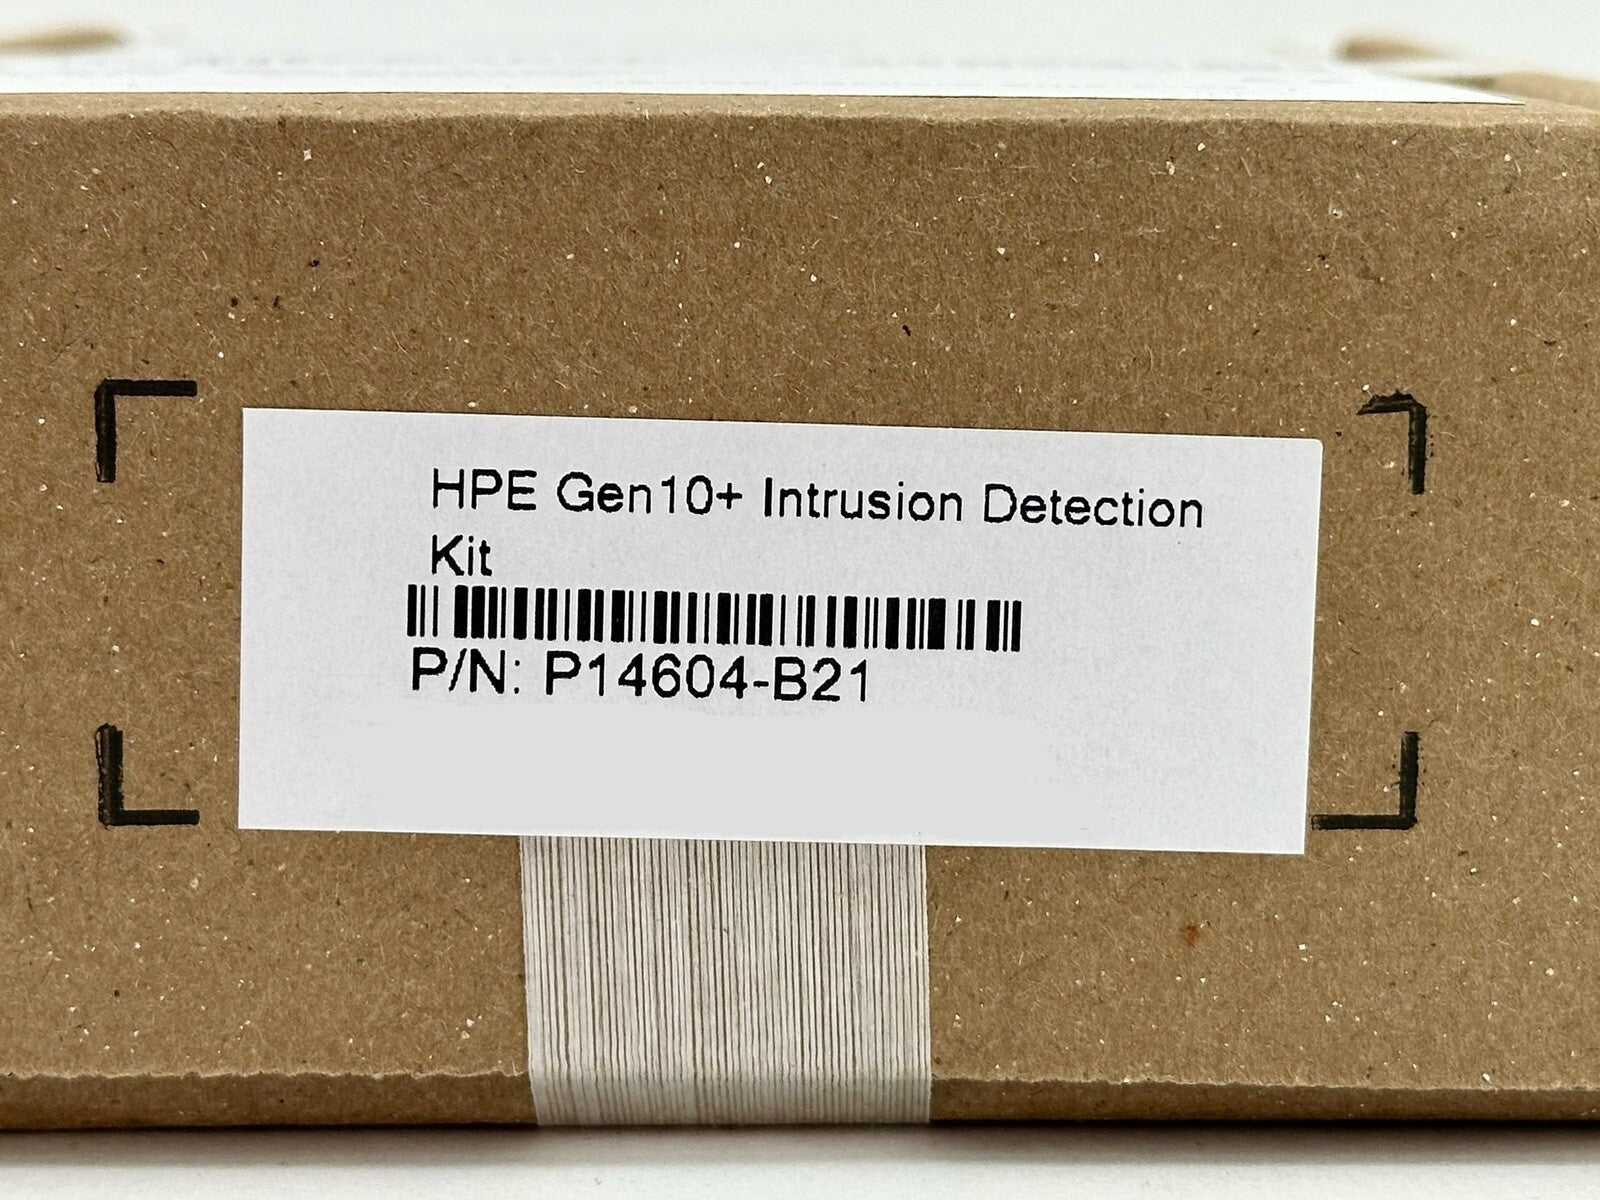 HPE Gen10+ Intrusion Detection
Kit
P/N: P14604-B21